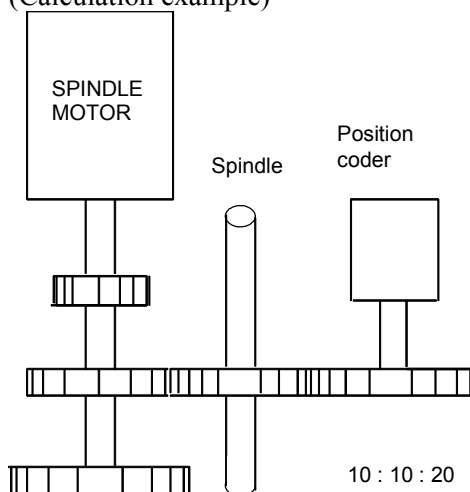 (Calculation example)
SPINDLE
MOTOR
Position
coder
Spindle
10 : 10 : 20